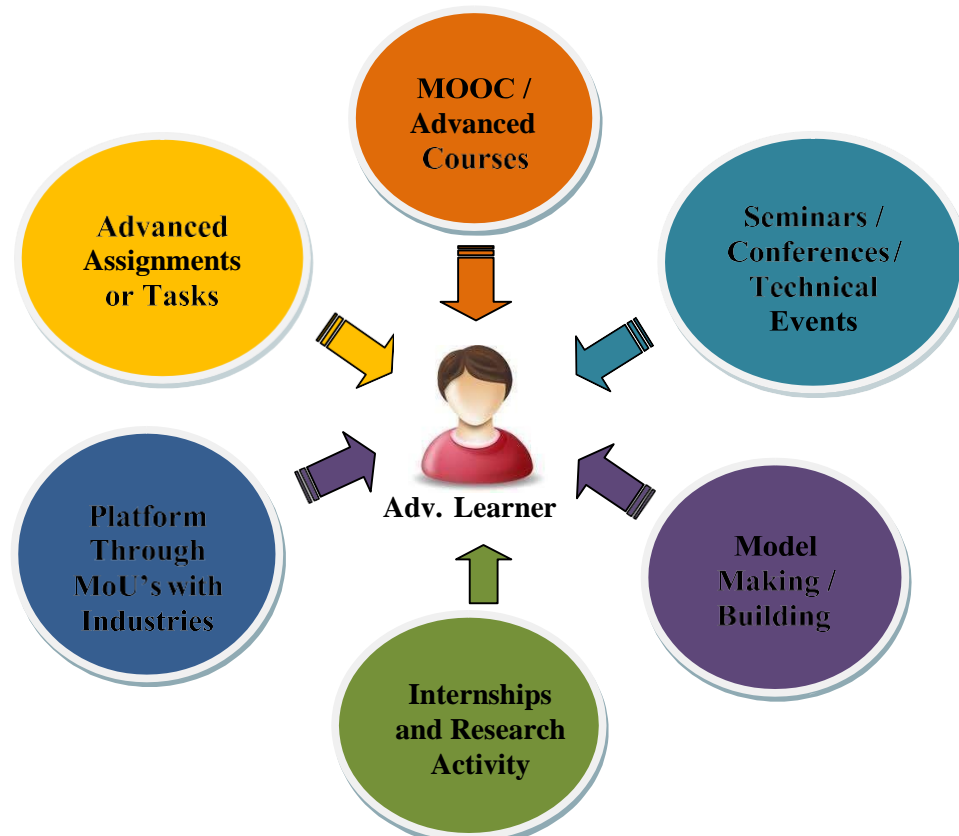 MOOC /
Advanced
Courses
Advanced
Assignments
or Tasks
Seminars /
Conferences /
Technical
Events
Adv. Learner
Platform
Through
MoU's with
Industries
Model
Making /
Building
Internships
and Research
Activity